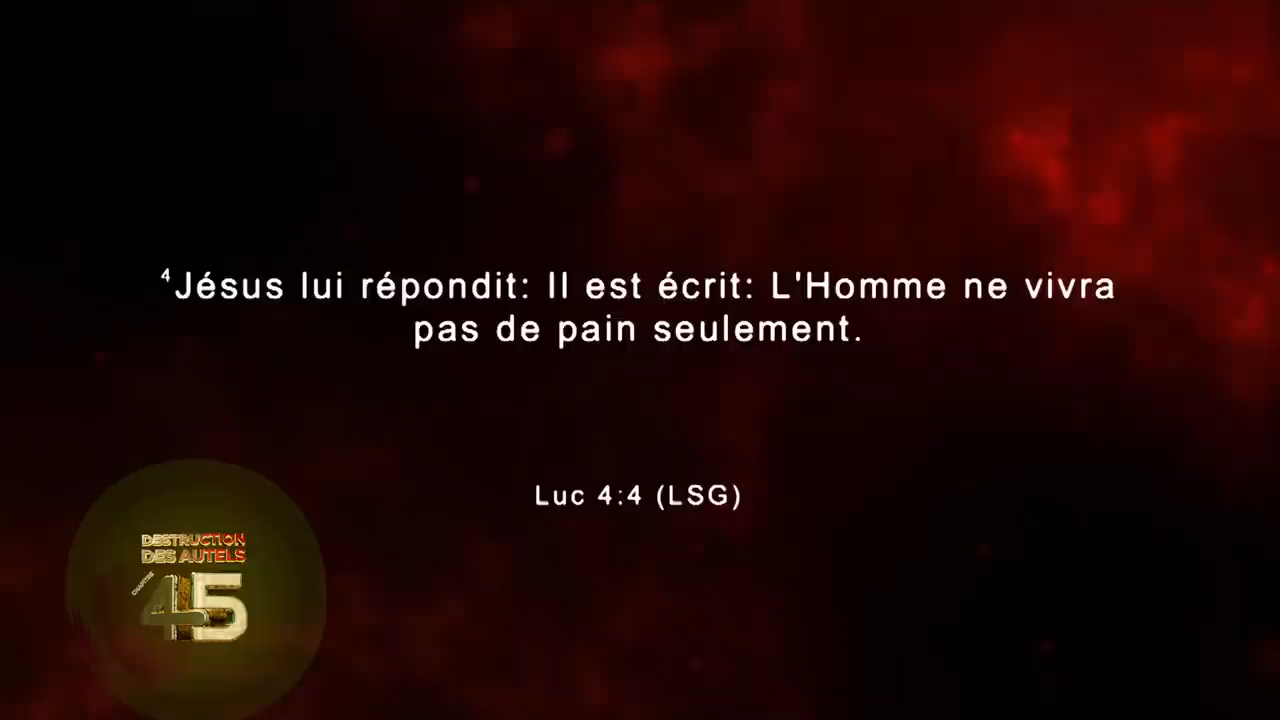 ⁴Jésus lui répondit: Il est écrit: L'Homme ne vivra
pas de pain seulement.
Luc 4:4 (LSG)
DESTRUCTION
DES AUTELS
CHAPITRE
45